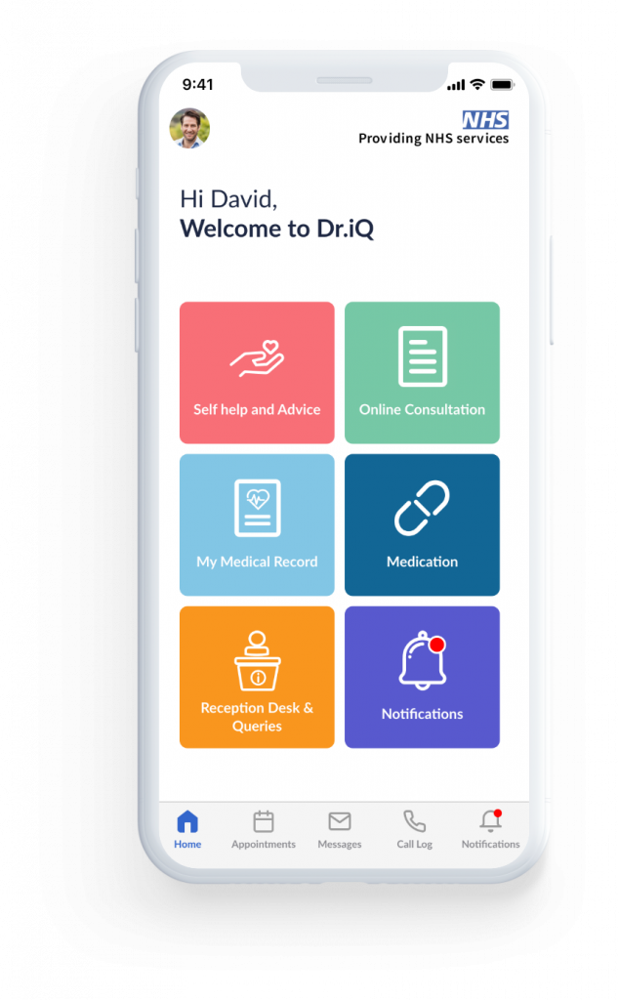 9:41
NHS
Providing NHS services
Hi David,
Welcome to Dr.iQ
Self help and Advice
Online Consultation
My Medical Record
Medication
Reception Desk &
Queries
Notifications
Home
Appointments
Messages
Call Log
Notifications